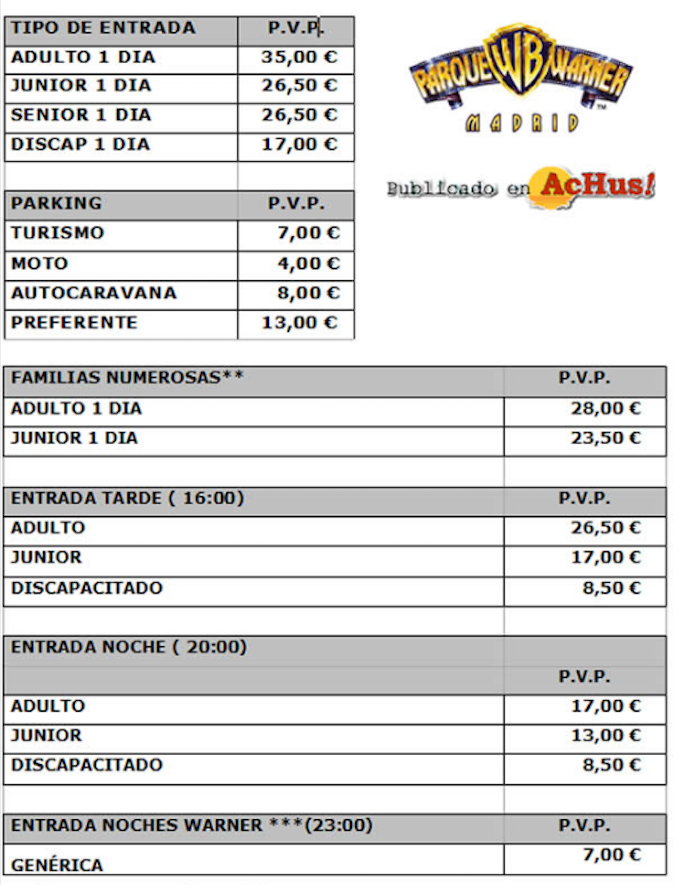 TIPO DE ENTRADA P.V.P.
ADULTO 1 DIA 35,00 €
JUNIOR 1 DIA 26,50 €
SENIOR 1 DIA 26,50 €
DISCAP 1 DIA 17,00 €
PARQUE WB WARNER
TM
MADRID
Publicado en AcHus!
PARKING P.V.P.
TURISMO 7,00 €
MOTO 4,00 €
AUTOCARAVANA 8,00 €
PREFERENTE 13,00 €
FAMILIAS NUMEROSAS** P.V.P.
ADULTO 1 DIA 28,00 €
JUNIOR 1 DIA 23,50 €
ENTRADA TARDE ( 16:00) P.V.P.
ADULTO 26,50 €
JUNIOR 17,00 €
DISCAPACITADO 8,50 €
ENTRADA NOCHE ( 20:00)
P.V.P.
ADULTO 17,00 €
JUNIOR 13,00 €
DISCAPACITADO 8,50 €
ENTRADA NOCHES WARNER ***(23:00) P.V.P.
GENÉRICA 7,00 €